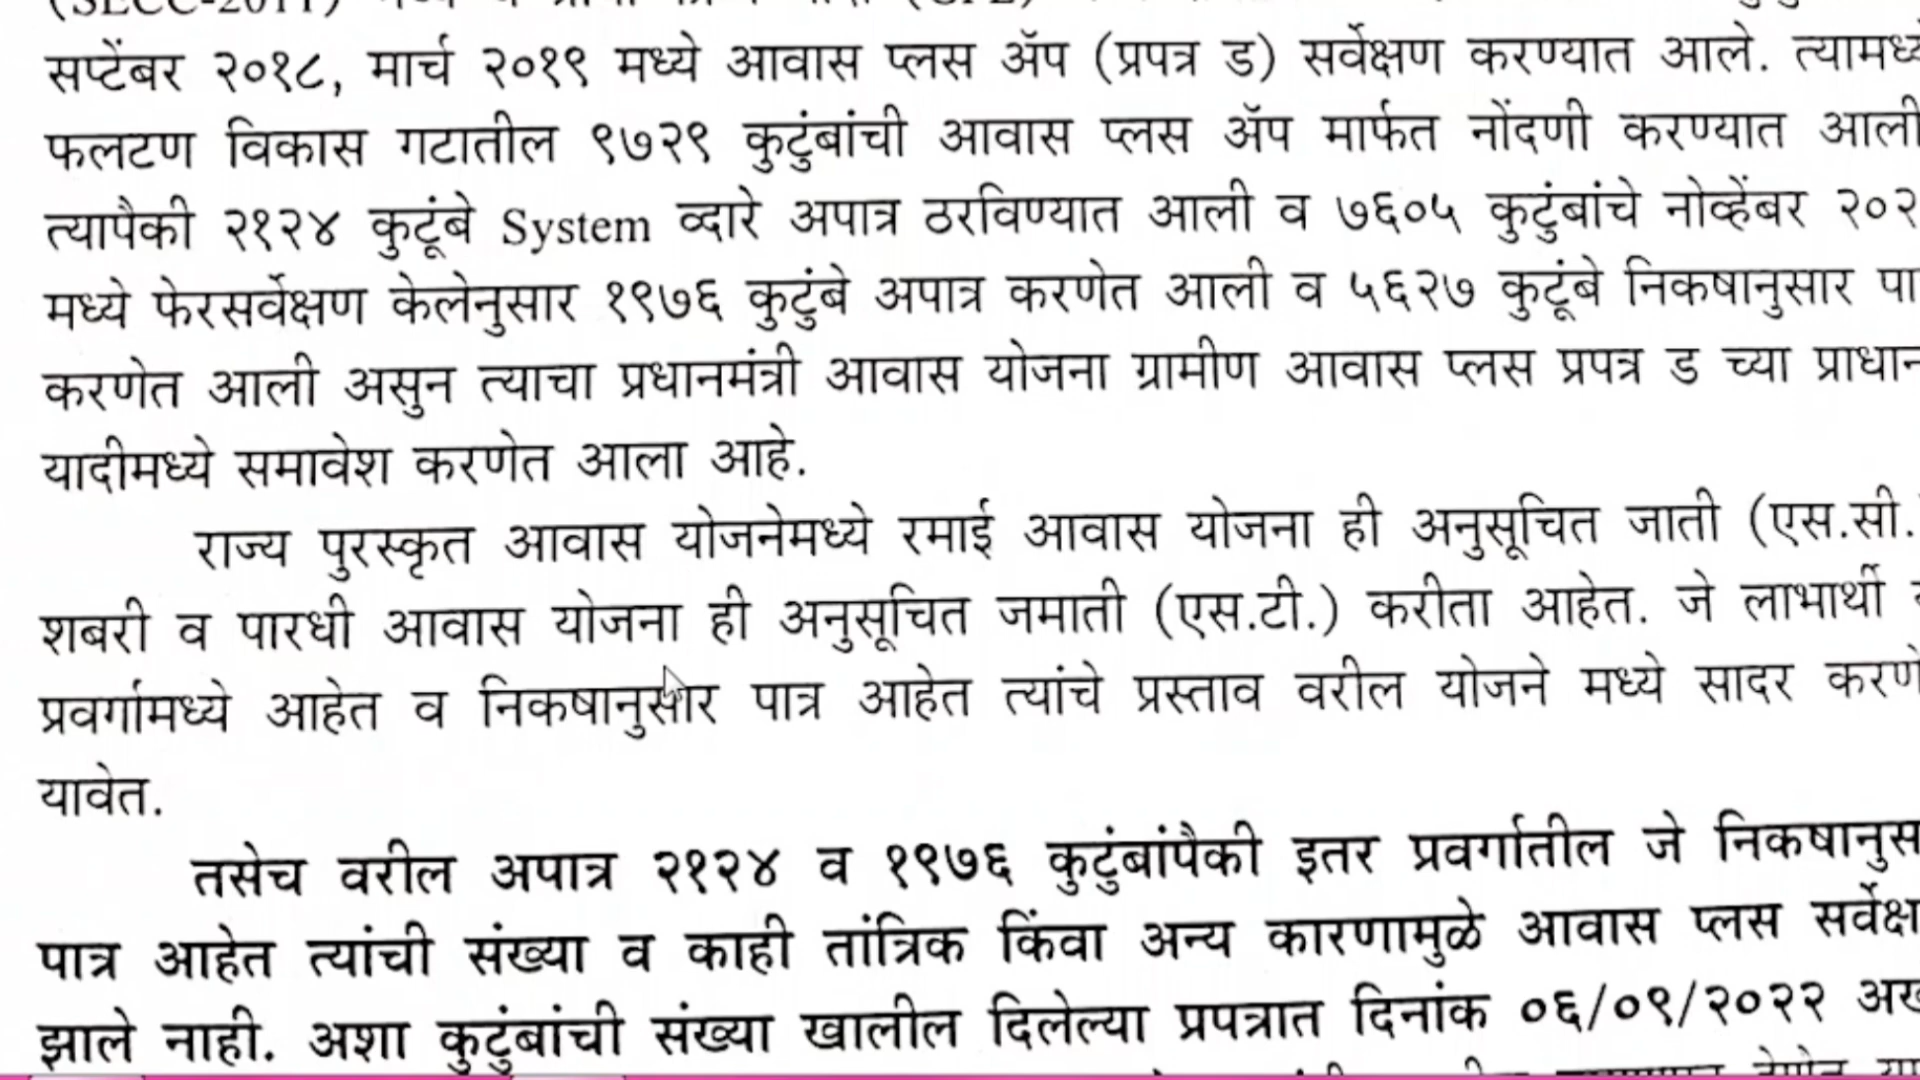 (SECC-2011)
सप्टेंबर २०१८, मार्च २०१९ मध्ये आवास प्लस ॲप (प्रपत्र ड) सर्वेक्षण करण्यात आले. त्यामध्ये
फलटण विकास गटातील ९७२९ कुटुंबांची आवास प्लस ॲप मार्फत नोंदणी करण्यात आली
त्यापैकी २१२४ कुटूंबे System व्दारे अपात्र ठरविण्यात आली व ७६०५ कुटुंबांचे नोव्हेंबर २०२
मध्ये फेरसर्वेक्षण केलेनुसार १९७६ कुटुंबे अपात्र करणेत आली व ५६२७ कुटूंबे निकषानुसार पा
करणेत आली असुन त्याचा प्रधानमंत्री आवास योजना ग्रामीण आवास प्लस प्रपत्र ड च्या प्राधान
यादीमध्ये समावेश करणेत आला आहे.
राज्य पुरस्कृत आवास योजनेमध्ये रमाई आवास योजना ही अनुसूचित जाती (एस.सी.
शबरी व पारधी आवास योजना ही अनुसूचित जमाती (एस.टी.) करीता आहेत. जे लाभार्थी
प्रवर्गामध्ये आहेत व निकषानुसार पात्र आहेत त्यांचे प्रस्ताव वरील योजने मध्ये सादर करणे
यावेत.
तसेच वरील अपात्र २१२४ व १९७६ कुटुंबांपैकी इतर प्रवर्गातील जे निकषानुस
पात्र आहेत त्यांची संख्या व काही तांत्रिक किंवा अन्य कारणामुळे आवास प्लस सर्वेक्ष
झाले नाही. अशा कुटुंबांची संख्या खालील दिलेल्या प्रपत्रात दिनांक ०६/०९/२०२२ अख